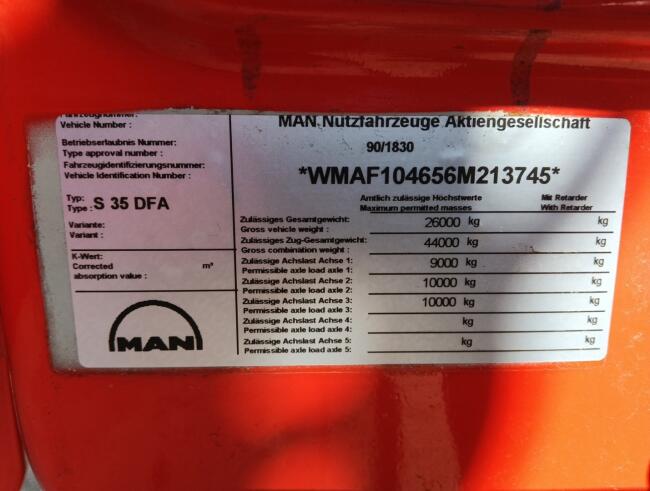 Fahrzeugnummer:
Vehicle Number :
Betriebserlaubnis Nummer:
Type approval number :
Fahrzeugidentifizierungsnummer:
Vehicle Identification Number :
Typ:
Type : S 35 DFA
Variante:
Variant :
K-Wert:
Corrected m³
absorption value :
MAN
MAN Nutzfahrzeuge Aktiengesellschaft
90/1830
*WMAF104656M213745*
Amtlich zulässige Höchstwerte Mit Retarder
Maximum permitted masses With Retarder
Zulässiges Gesamtgewicht: 26000 kg kg
Gross vehicle weight :
Zulässiges Zug-Gesamtgewicht: 44000 kg kg
Gross combination weight :
Zulässige Achslast Achse 1: 9000 kg kg
Permissible axle load axle 1:
Zulässige Achslast Achse 2: 10000 kg kg
Permissible axle load axle 2:
Zulässige Achslast Achse 3: 10000 kg kg
Permissible axle load axle 3:
Zulässige Achslast Achse 4: kg kg
Permissible axle load axle 4:
Zulässige Achslast Achse 5: kg kg
Permissible axle load axle 5: